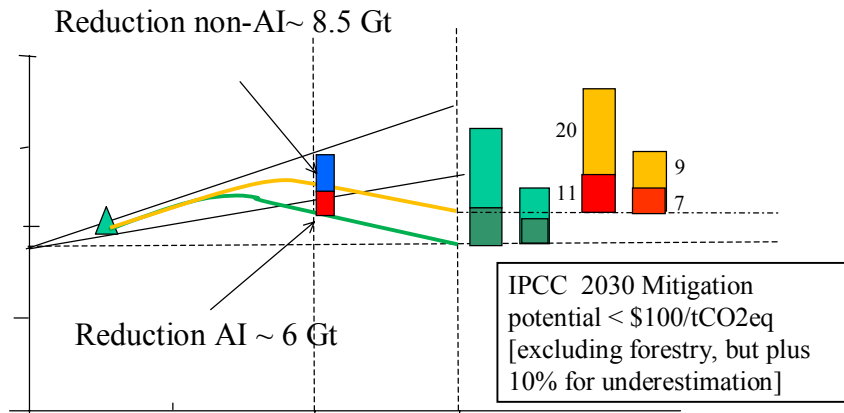 Reduction non-AI~ 8.5 Gt
20
9
11
7
Reduction AI ~ 6 Gt
IPCC  2030 Mitigation
potential < $100/tCO2eq
[excluding forestry, but plus
10% for underestimation]